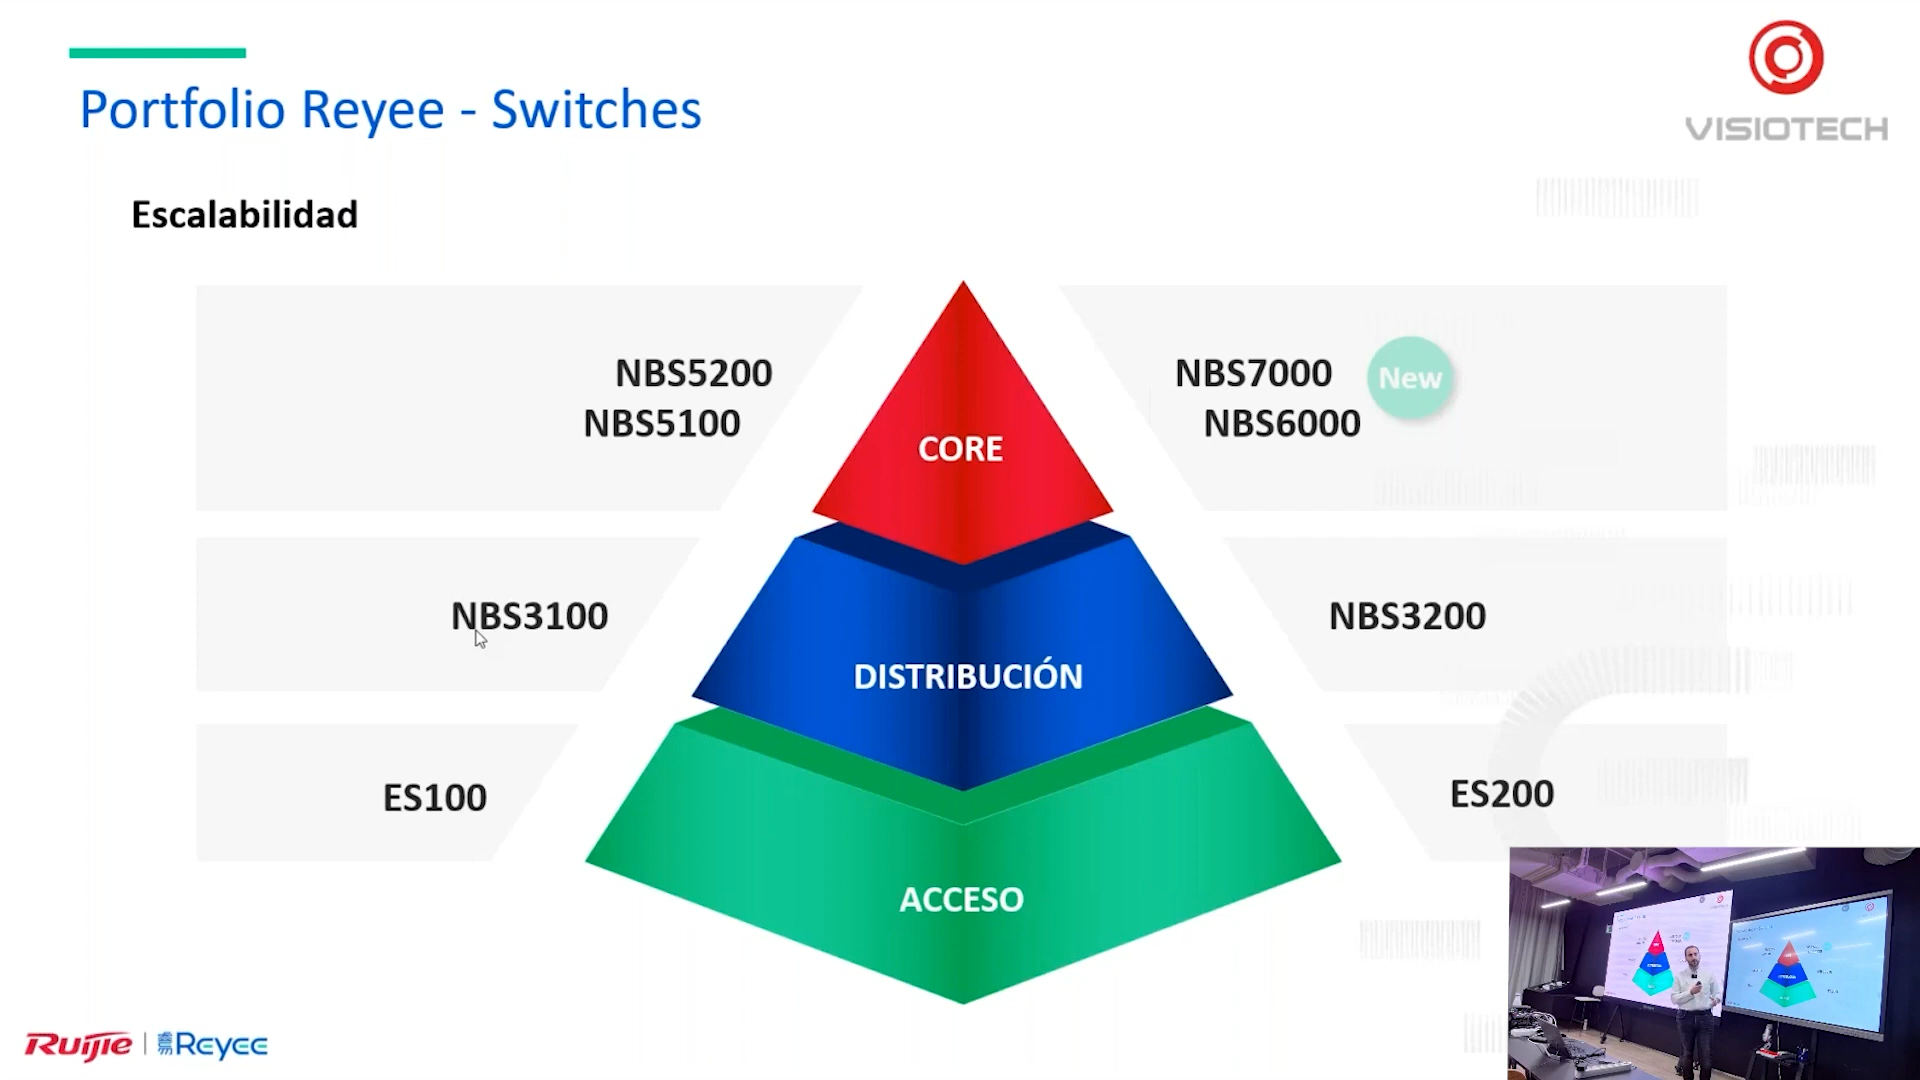 Portfolio Reyee - Switches
VISIOTECH
Escalabilidad
NBS5200
NBS5100
NBS7000
New
NBS6000
CORE
NBS3100
NBS3200
DISTRIBUCIÓN
ES100
ES200
ACCESO
Ruijie | Reyee